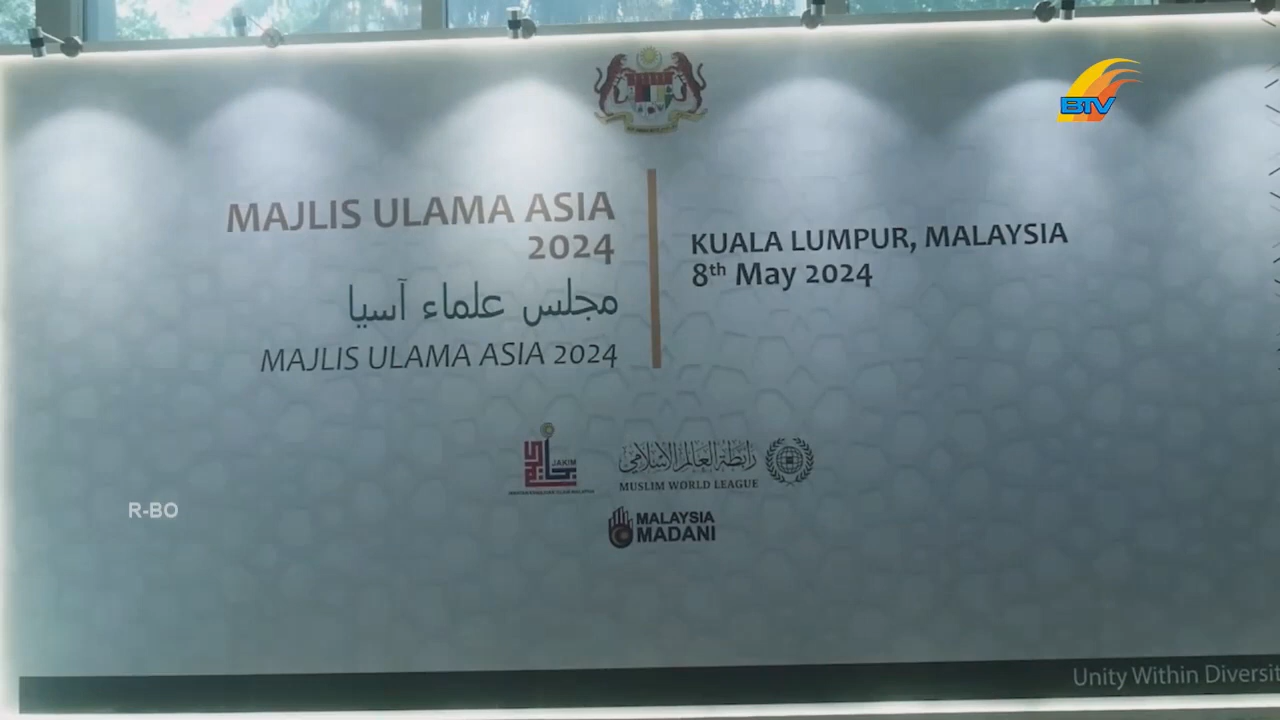 BTV
MAJLIS ULAMA ASIA
2024
مجلس علماء آسيا
MAJLIS ULAMA ASIA 2024
KUALA LUMPUR, MALAYSIA
8th May 2024
JAKIM
رابطة العالم الإسلامي
MUSLIM WORLD LEAGUE
MALAYSIA
MADANI
R-BO
Unity Within Diversit